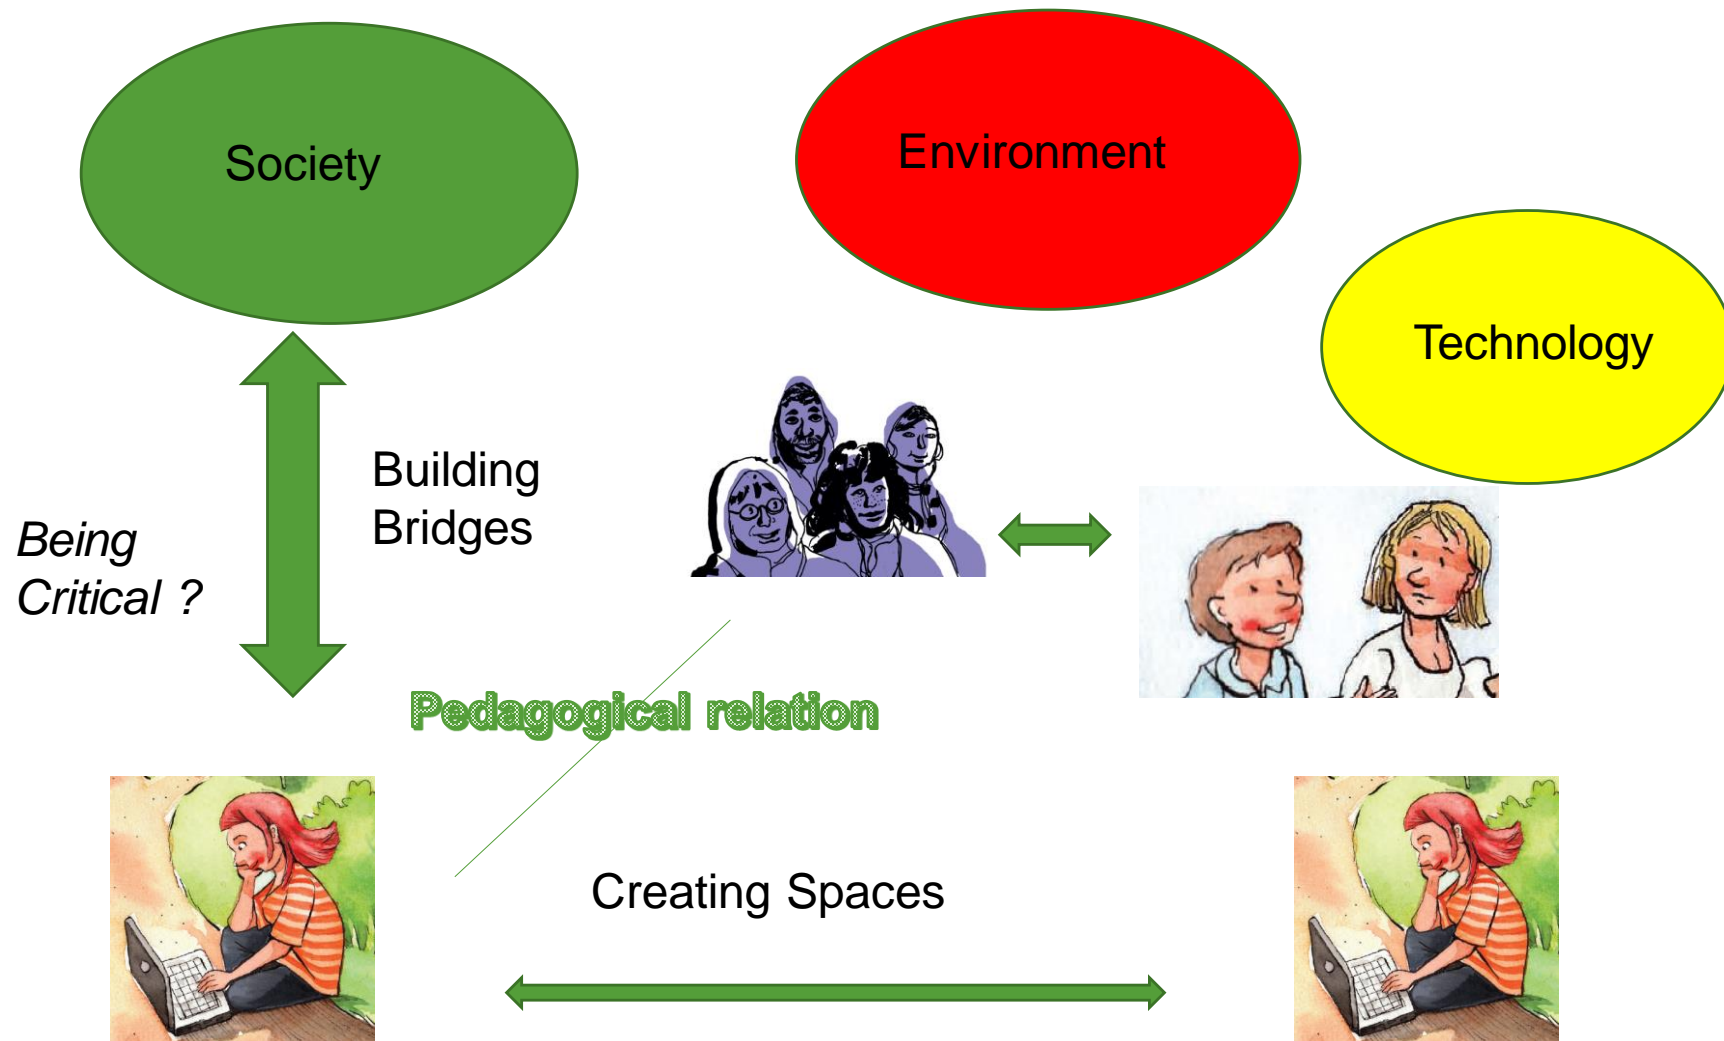 Society
Environment
Technology
Building
Bridges
Being
Critical ?
Pedagogical relation
Creating Spaces